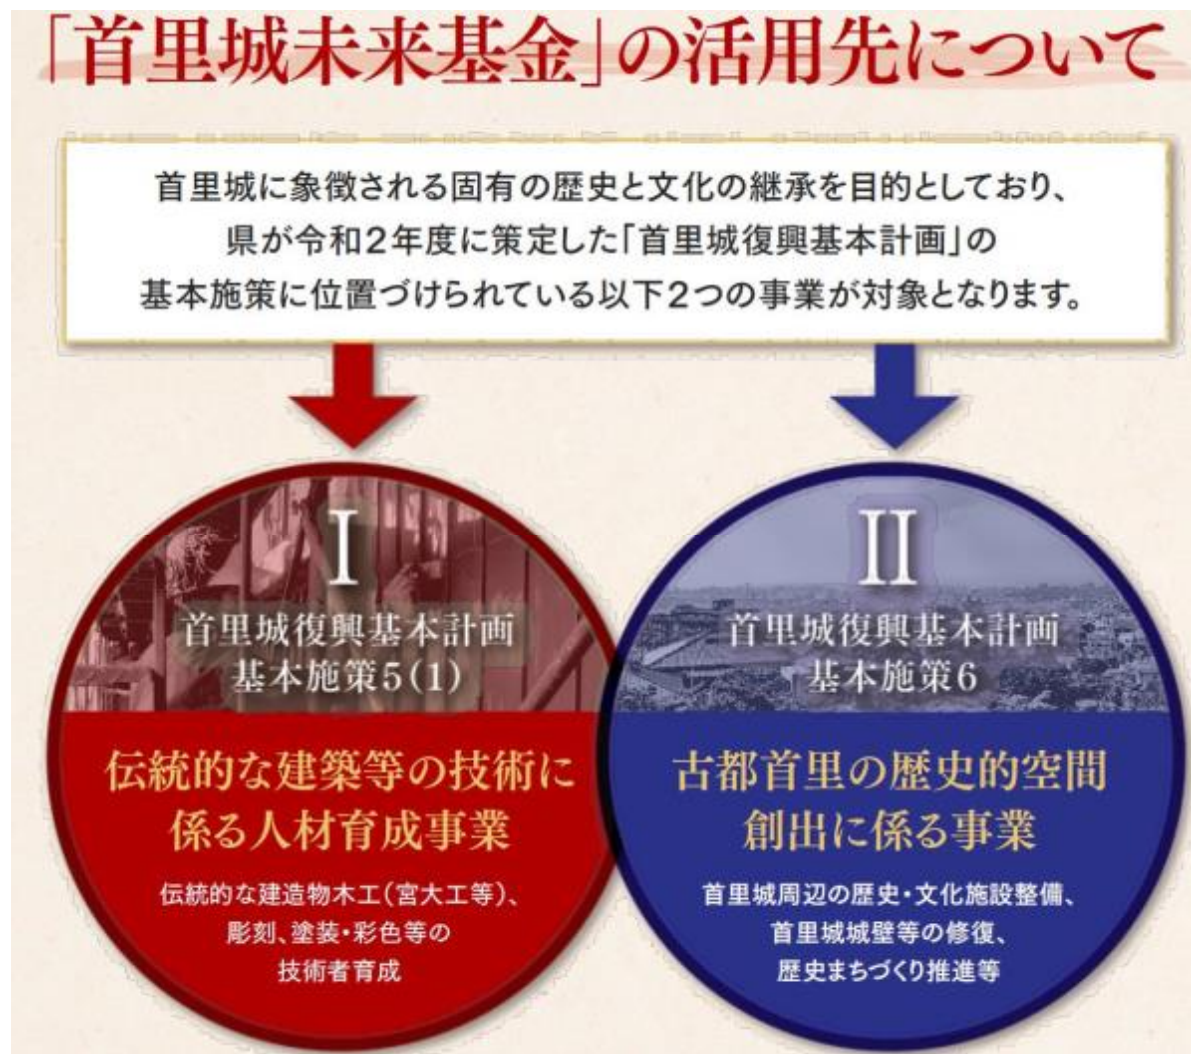 「首里城未来基金」の活用先について
首里城に象徴される固有の歴史と文化の継承を目的としており、
県が令和2年度に策定した「首里城復興基本計画」の
基本施策に位置づけられている以下2つの事業が対象となります。
I
首里城復興基本計画
基本施策5(1)
伝統的な建築等の技術に
係る人材育成事業
伝統的な建造物木工(宮大工等)、
彫刻、塗装・彩色等の
技術者育成
II
首里城復興基本計画
基本施策6
古都首里の歴史的空間
創出に係る事業
首里城周辺の歴史・文化施設整備、
首里城城壁等の修復、
歴史まちづくり推進等